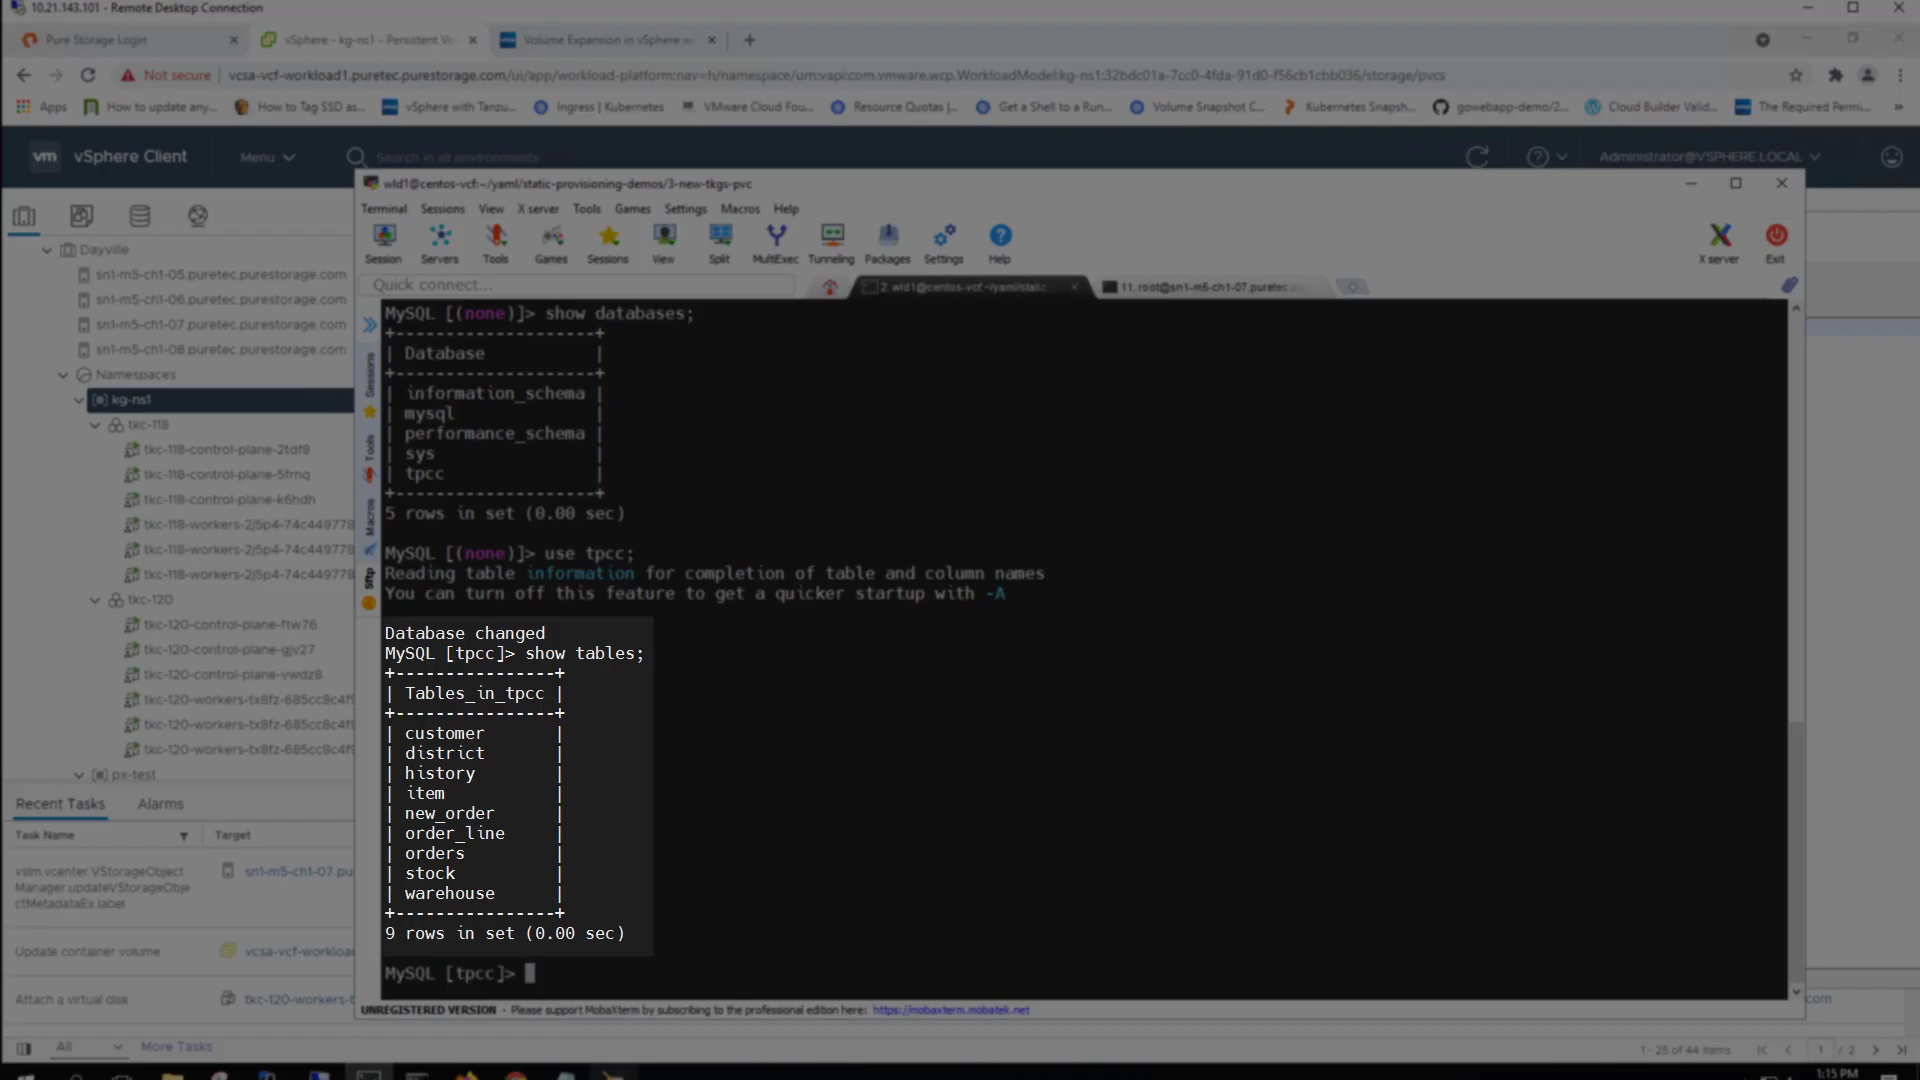 10.21.143.101 - Remote Desktop Connection
Pure Storage Login
vSphere - kg-ns1 - Persistent Vo
Volume Expansion in vSphere w
Not secure
vcsa-vcf-workload1.puretec.purestorage.com/ui/app/workload-platform:nav=h/namespace/urn:vapi:com.vmware.wcp.WorkloadModel:kg-ns1:32bdc01a-7cc0-4fda-91d0-f56cb1cbb036/storage/pvcs
Apps
How to update any...
How to Tag SSD as...
vSphere with Tanzu...
Ingress | Kubernetes
VMware Cloud Fou...
Resource Quotas |...
Get a Shell to a Run...
Volume Snapshot C...
Kubernetes Snapsh...
gowebapp-demo/2...
Cloud Builder Valid...
The Required Permi...
vm vSphere Client
Menu
Search in all environments
Administrator@VSPHERE.LOCAL
Dayville
sn1-m5-ch1-05.puretec.purestorage.com
sn1-m5-ch1-06.puretec.purestorage.com
sn1-m5-ch1-07.puretec.purestorage.com
sn1-m5-ch1-08.puretec.purestorage.com
Namespaces
kg-ns1
tkc-118
tkc-118-control-plane-2tdf8
tkc-118-control-plane-5frnq
tkc-118-control-plane-k6hdh
tkc-118-workers-2j5p4-74c449778
tkc-118-workers-2j5p4-74c449778
tkc-118-workers-2j5p4-74c449778
tkc-120
tkc-120-control-plane-ftw76
tkc-120-control-plane-gjv27
tkc-120-control-plane-vwdz8
tkc-120-workers-tx8fz-685cc8c4f9
tkc-120-workers-tx8fz-685cc8c4f9
tkc-120-workers-tx8fz-685cc8c4f9
px-test
Recent Tasks
Alarms
Task Name
Target
vslm.vcenter.VStorageObject
Manager.updateVStorageObje
ctMetadataEx.label
sn1-m5-ch1-07.pu
Update container volume
vcsa-vcf-workload
Attach a virtual disk
tkc-120-workers-t
All
More Tasks
wld1@centos-vcf:~/yaml/static-provisioning-demos/3-new-tkgs-pvc
Terminal Sessions View X server Tools Games Settings Macros Help
Session Servers Tools Games Sessions View Split MultiExec Tunneling Packages Settings Help
X server Exit
Quick connect...
2. wld1@centos-vcf:~/yaml/static-
11. root@sn1-m5-ch1-07.puretec.
Sessions
Tools
Macros
Sftp
MySQL [(none)]> show databases;
+--------------------+
| Database           |
+--------------------+
| information_schema |
| mysql              |
| performance_schema |
| sys                |
| tpcc               |
+--------------------+
5 rows in set (0.00 sec)
MySQL [(none)]> use tpcc;
Reading table information for completion of table and column names
You can turn off this feature to get a quicker startup with -A
Database changed
MySQL [tpcc]> show tables;
+----------------+
| Tables_in_tpcc |
+----------------+
| customer       |
| district       |
| history        |
| item           |
| new_order      |
| order_line     |
| orders         |
| stock          |
| warehouse      |
+----------------+
9 rows in set (0.00 sec)
MySQL [tpcc]>
UNREGISTERED VERSION - Please support MobaXterm by subscribing to the professional edition here: https://mobaxterm.mobatek.net
com
1 - 25 of 44 items
1 / 2
1:15 PM